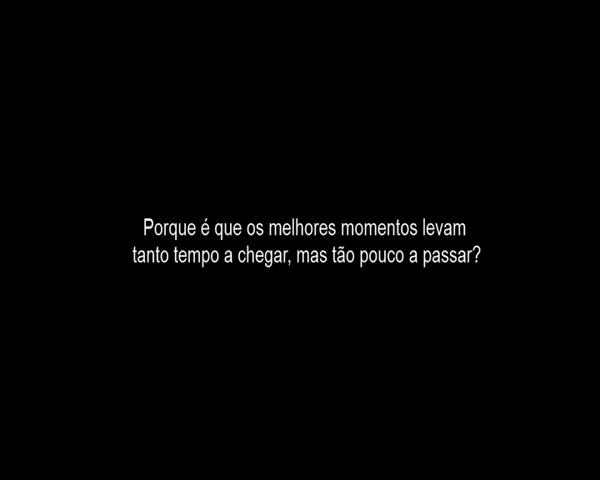 Porque é que os melhores momentos levam
tanto tempo a chegar, mas tão pouco a passar?